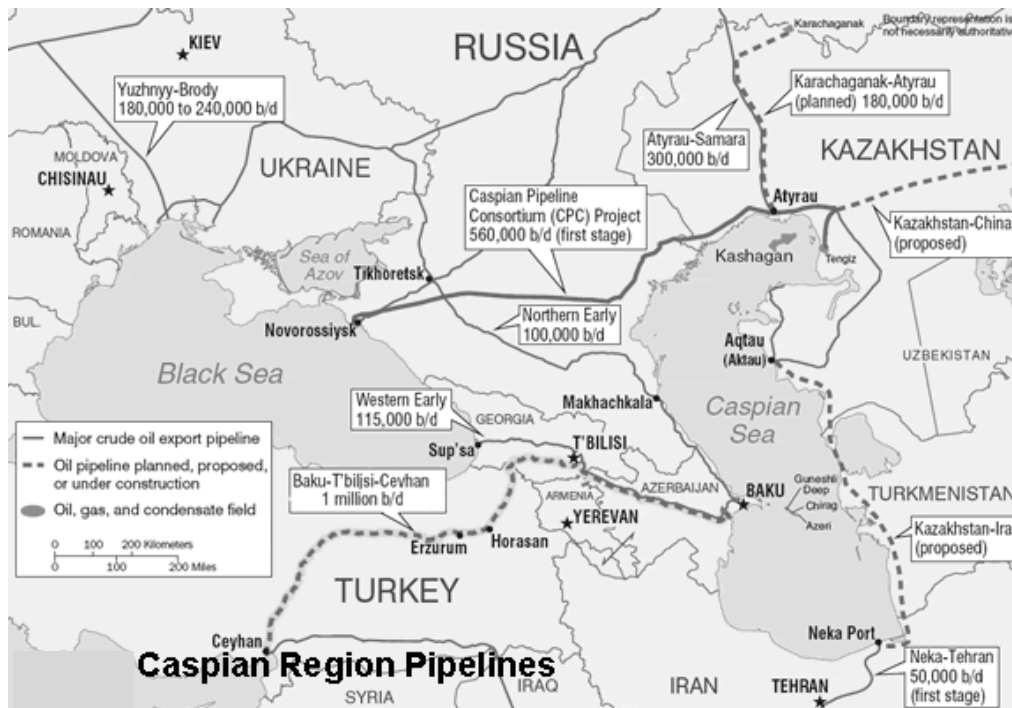 Karachaganak
Boundary representation is
not necessarily authoritative
KIEV
RUSSIA
Yuzhnyy-Brody
180,000 to 240,000 b/d
Karachaganak-Atyrau
(planned) 180,000 b/d
Atyrau-Samara
300,000 b/d
MOLDOVA
CHISINAU
UKRAINE
KAZAKHSTAN
Caspian Pipeline
Consortium (CPC) Project
560,000 b/d (first stage)
Atyrau
Kazakhstan-China
(proposed)
ROMANIA
Sea of
Azov
Tikhoretsk
Kashagan
Tengiz
BUL.
Novorossiysk
Northern Early
100,000 b/d
Aqtau
(Aktau)
UZBEKISTAN
Black Sea
Caspian
Sea
Western Early
115,000 b/d
GEORGIA
Makhachkala
Sup'sa
T'BILISI
Major crude oil export pipeline
Oil pipeline planned, proposed,
or under construction
Oil, gas, and condensate field
0 100 200 Kilometers
0 100 200 Miles
Baku-T'bilisi-Cevhan
1 million b/d
ARMENIA
YEREVAN
AZERBAIJAN
BAKU
Guneshli
Deep
Chirag
Azeri
TURKMENISTAN
Kazakhstan-Ira
(proposed)
Erzurum
Horasan
TURKEY
Ceyhan
Neka Port
Caspian Region Pipelines
SYRIA
IRAQ
IRAN
TEHRAN
Neka-Tehran
50,000 b/d
(first stage)